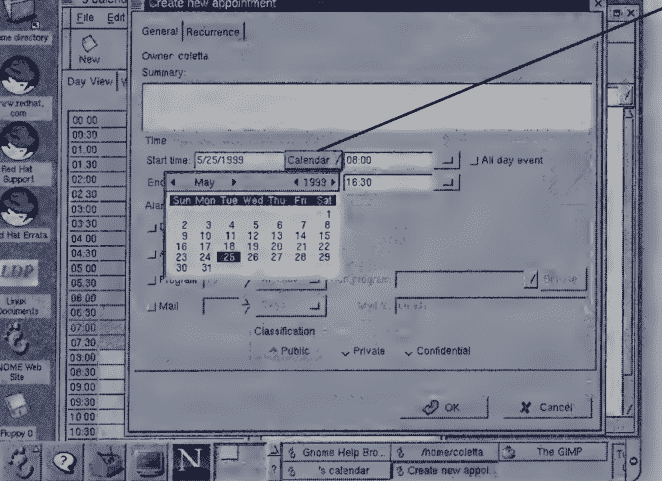 's calendar
Create new appointment
File Edit
General Recurrence
New
Owner coletta
Summary:
Day View
Time
Start time: 5/25/1999 Calendar 08:00 All day event
May 1999 16:30
Sun Mon Tue Wed Thu Fri Sat
1
2 3 4 5 6 7 8
9 10 11 12 13 14 15
16 17 18 19 20 21 22
23 24 25 26 27 28 29
30 31
Program
Mail
Classification
Public Private Confidential
OK Cancel
00:00
00:30
01:00
01:30
02:00
02:30
03:00
03:30
04:00
04:30
05:00
05:30
06:00
06:30
07:00
07:30
08:00
08:30
09:00
09:30
10:00
10:30
me directory
ww.redhat.
com
Red Hat
Support
d Hat Errata
LDP
Linux
Documents
NOME Web
Site
Floppy 0
N
Gnome Help Bro... /home/coletta The GIMP
's calendar Create new appoi...